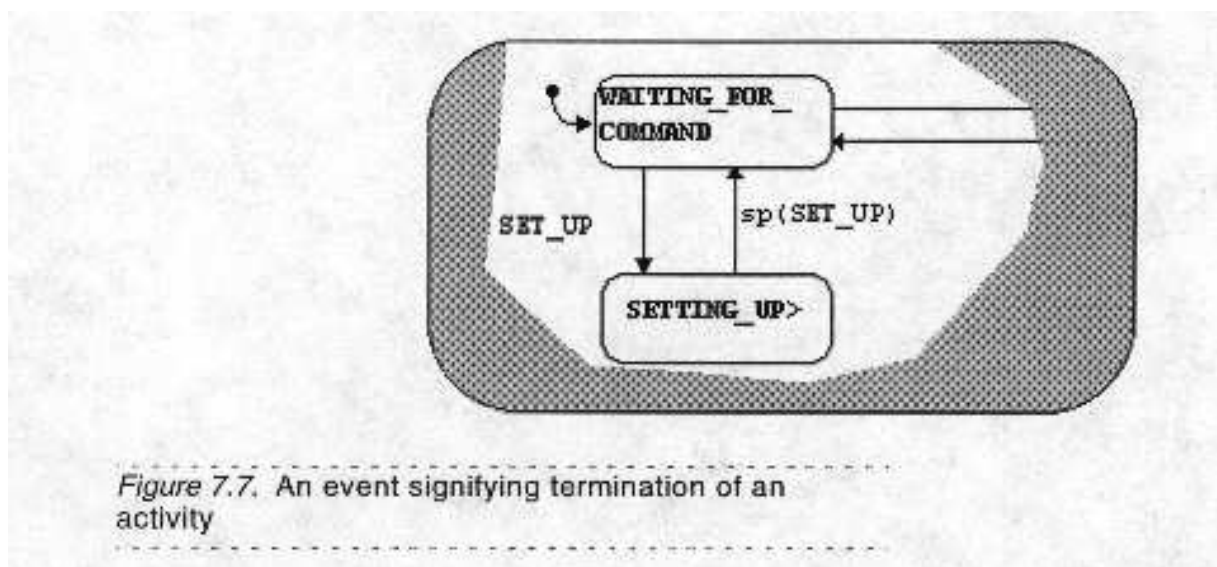 WAITING_FOR_
COMMAND
SET_UP
sp(SET_UP)
SETTING_UP>
Figure 7.7. An event signifying termination of an
activity